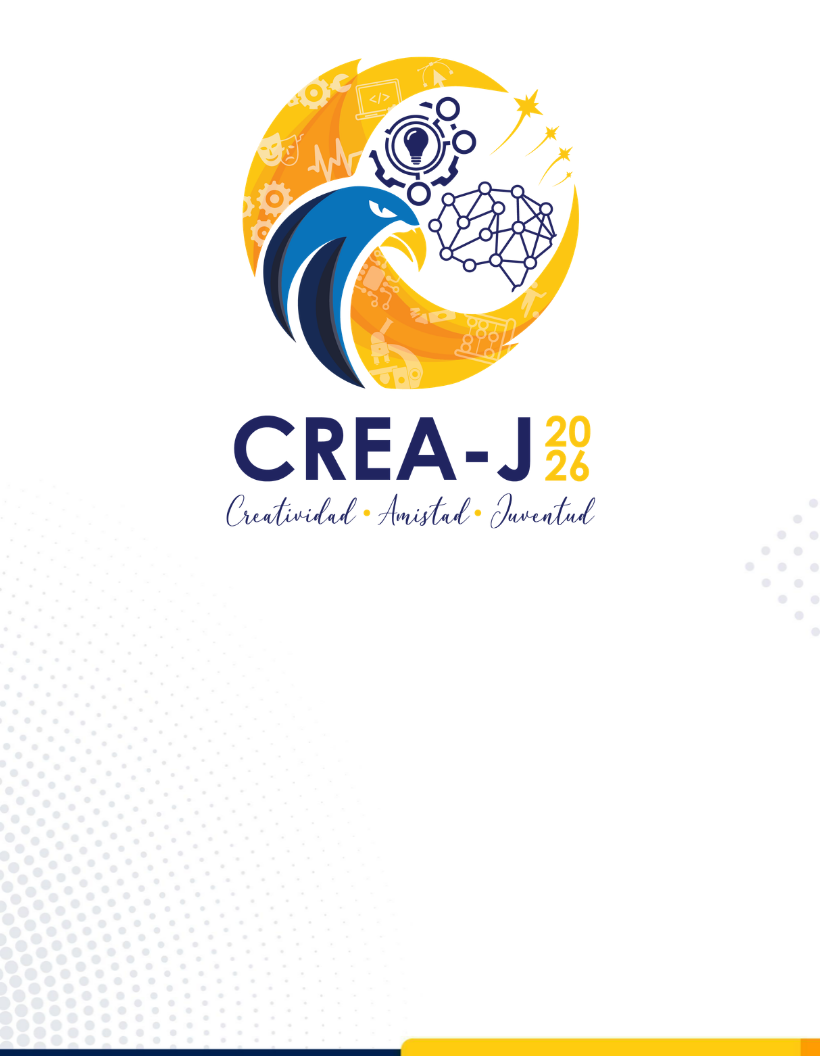 </>
CREA-J 20
26
Creatividad • Amistad • Juventud